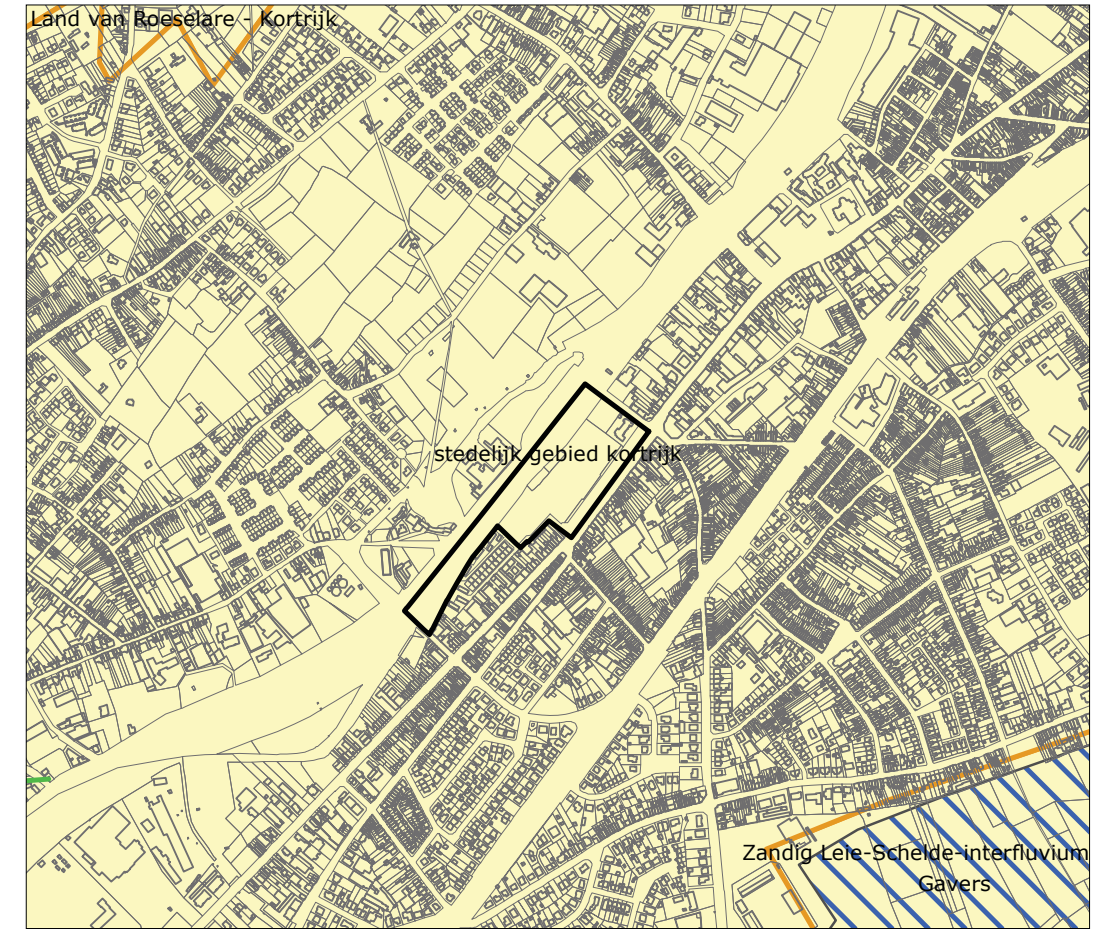 Land van Roeselare - Kortrijk
stedelijk gebied kortrijk
Zandig Leie-Schelde-interfluvium
Gavers